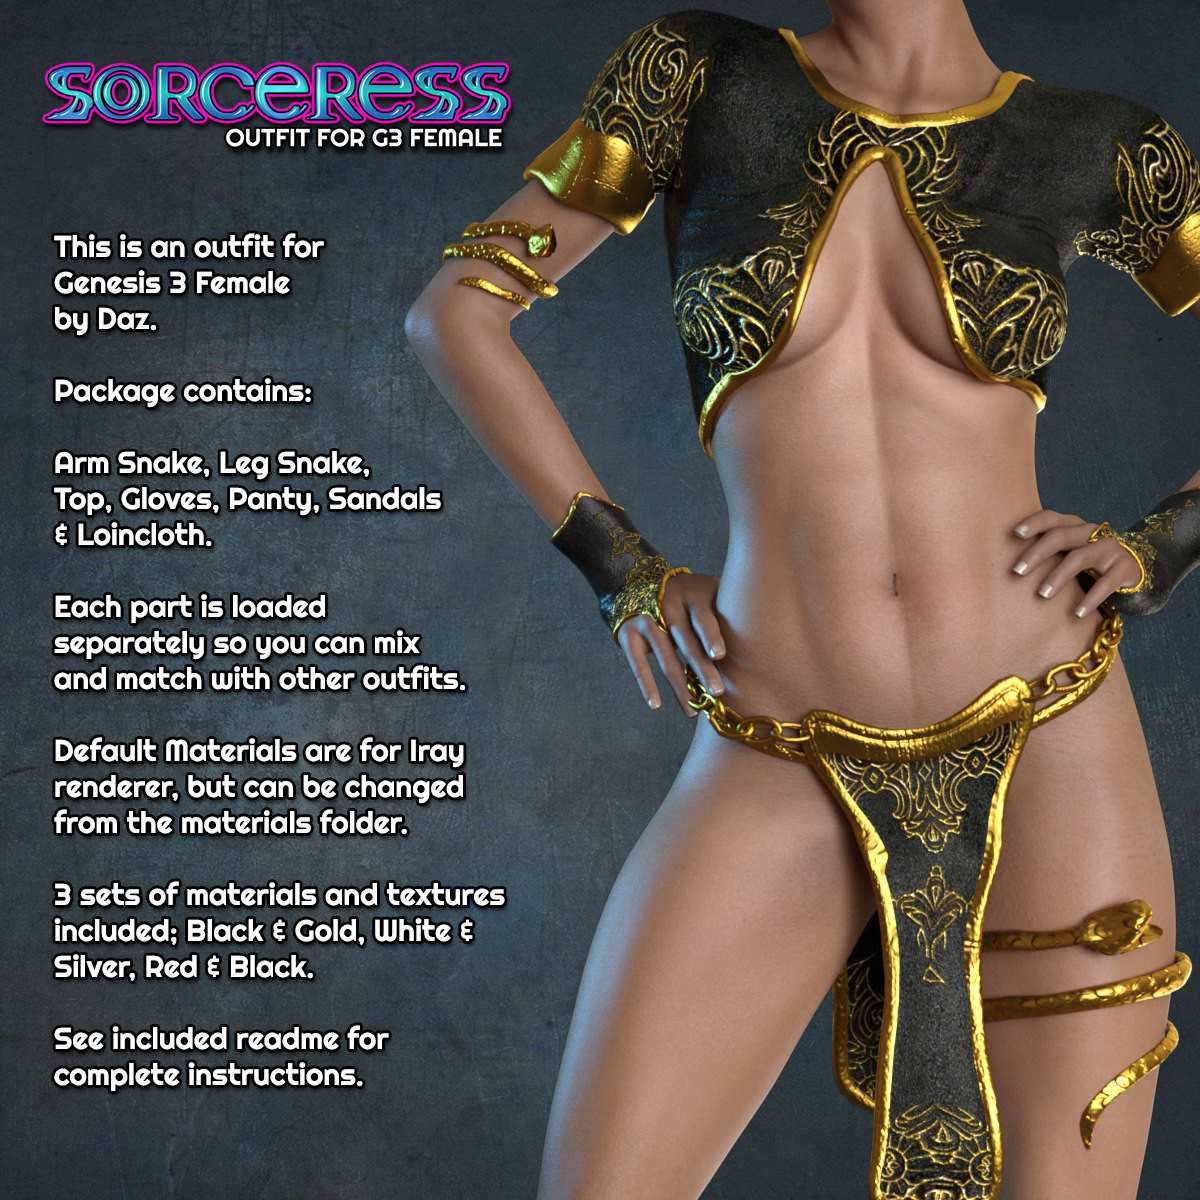 SORCERESS
OUTFIT FOR G3 FEMALE
This is an outfit for
Genesis 3 Female
by Daz.
Package contains:
Arm Snake, Leg Snake,
Top, Gloves, Panty, Sandals
& Loincloth.
Each part is loaded
separately so you can mix
and match with other outfits.
Default Materials are for Iray
renderer, but can be changed
from the materials folder.
3 sets of materials and textures
included; Black & Gold, White &
Silver, Red & Black.
See included readme for
complete instructions.